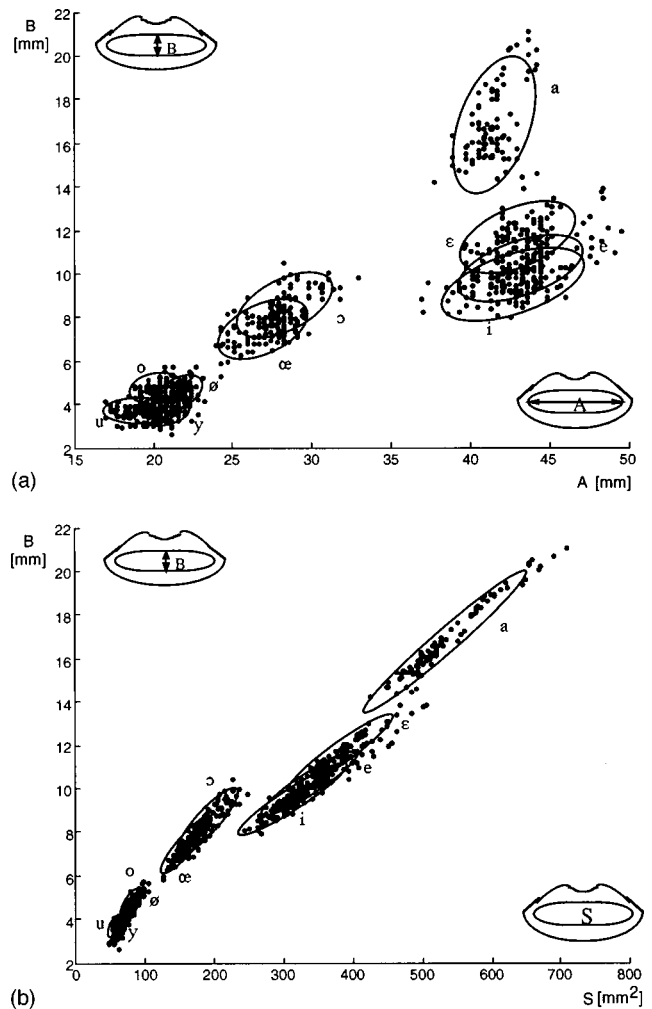 B
[mm]
22
20
18
16
14
12
10
8
6
4
2
B
a
ε
e
i
ɔ
œ
o
ø
u
y
A
15 20 25 30 35 40 45 50
(a)
A [mm]
B
[mm]
22
20
18
16
14
12
10
8
6
4
2
B
a
ε
e
i
ɔ
œ
o
ø
u
y
S
0 100 200 300 400 500 600 700 800
(b)
S [mm²]